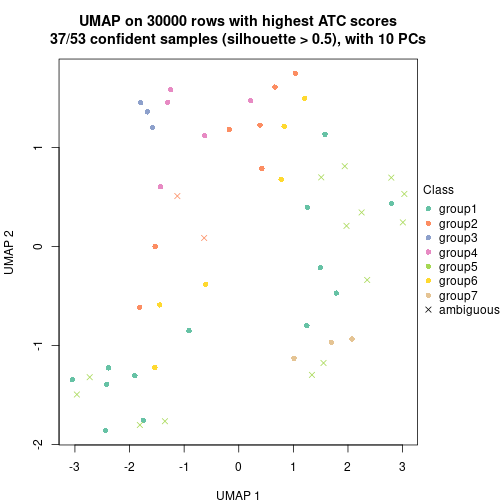 UMAP on 30000 rows with highest ATC scores
37/53 confident samples (silhouette > 0.5), with 10 PCs
UMAP 2
1
0
-1
-2
-3
-2
-1
0
1
2
3
UMAP 1
Class
group1
group2
group3
group4
group5
group6
group7
ambiguous